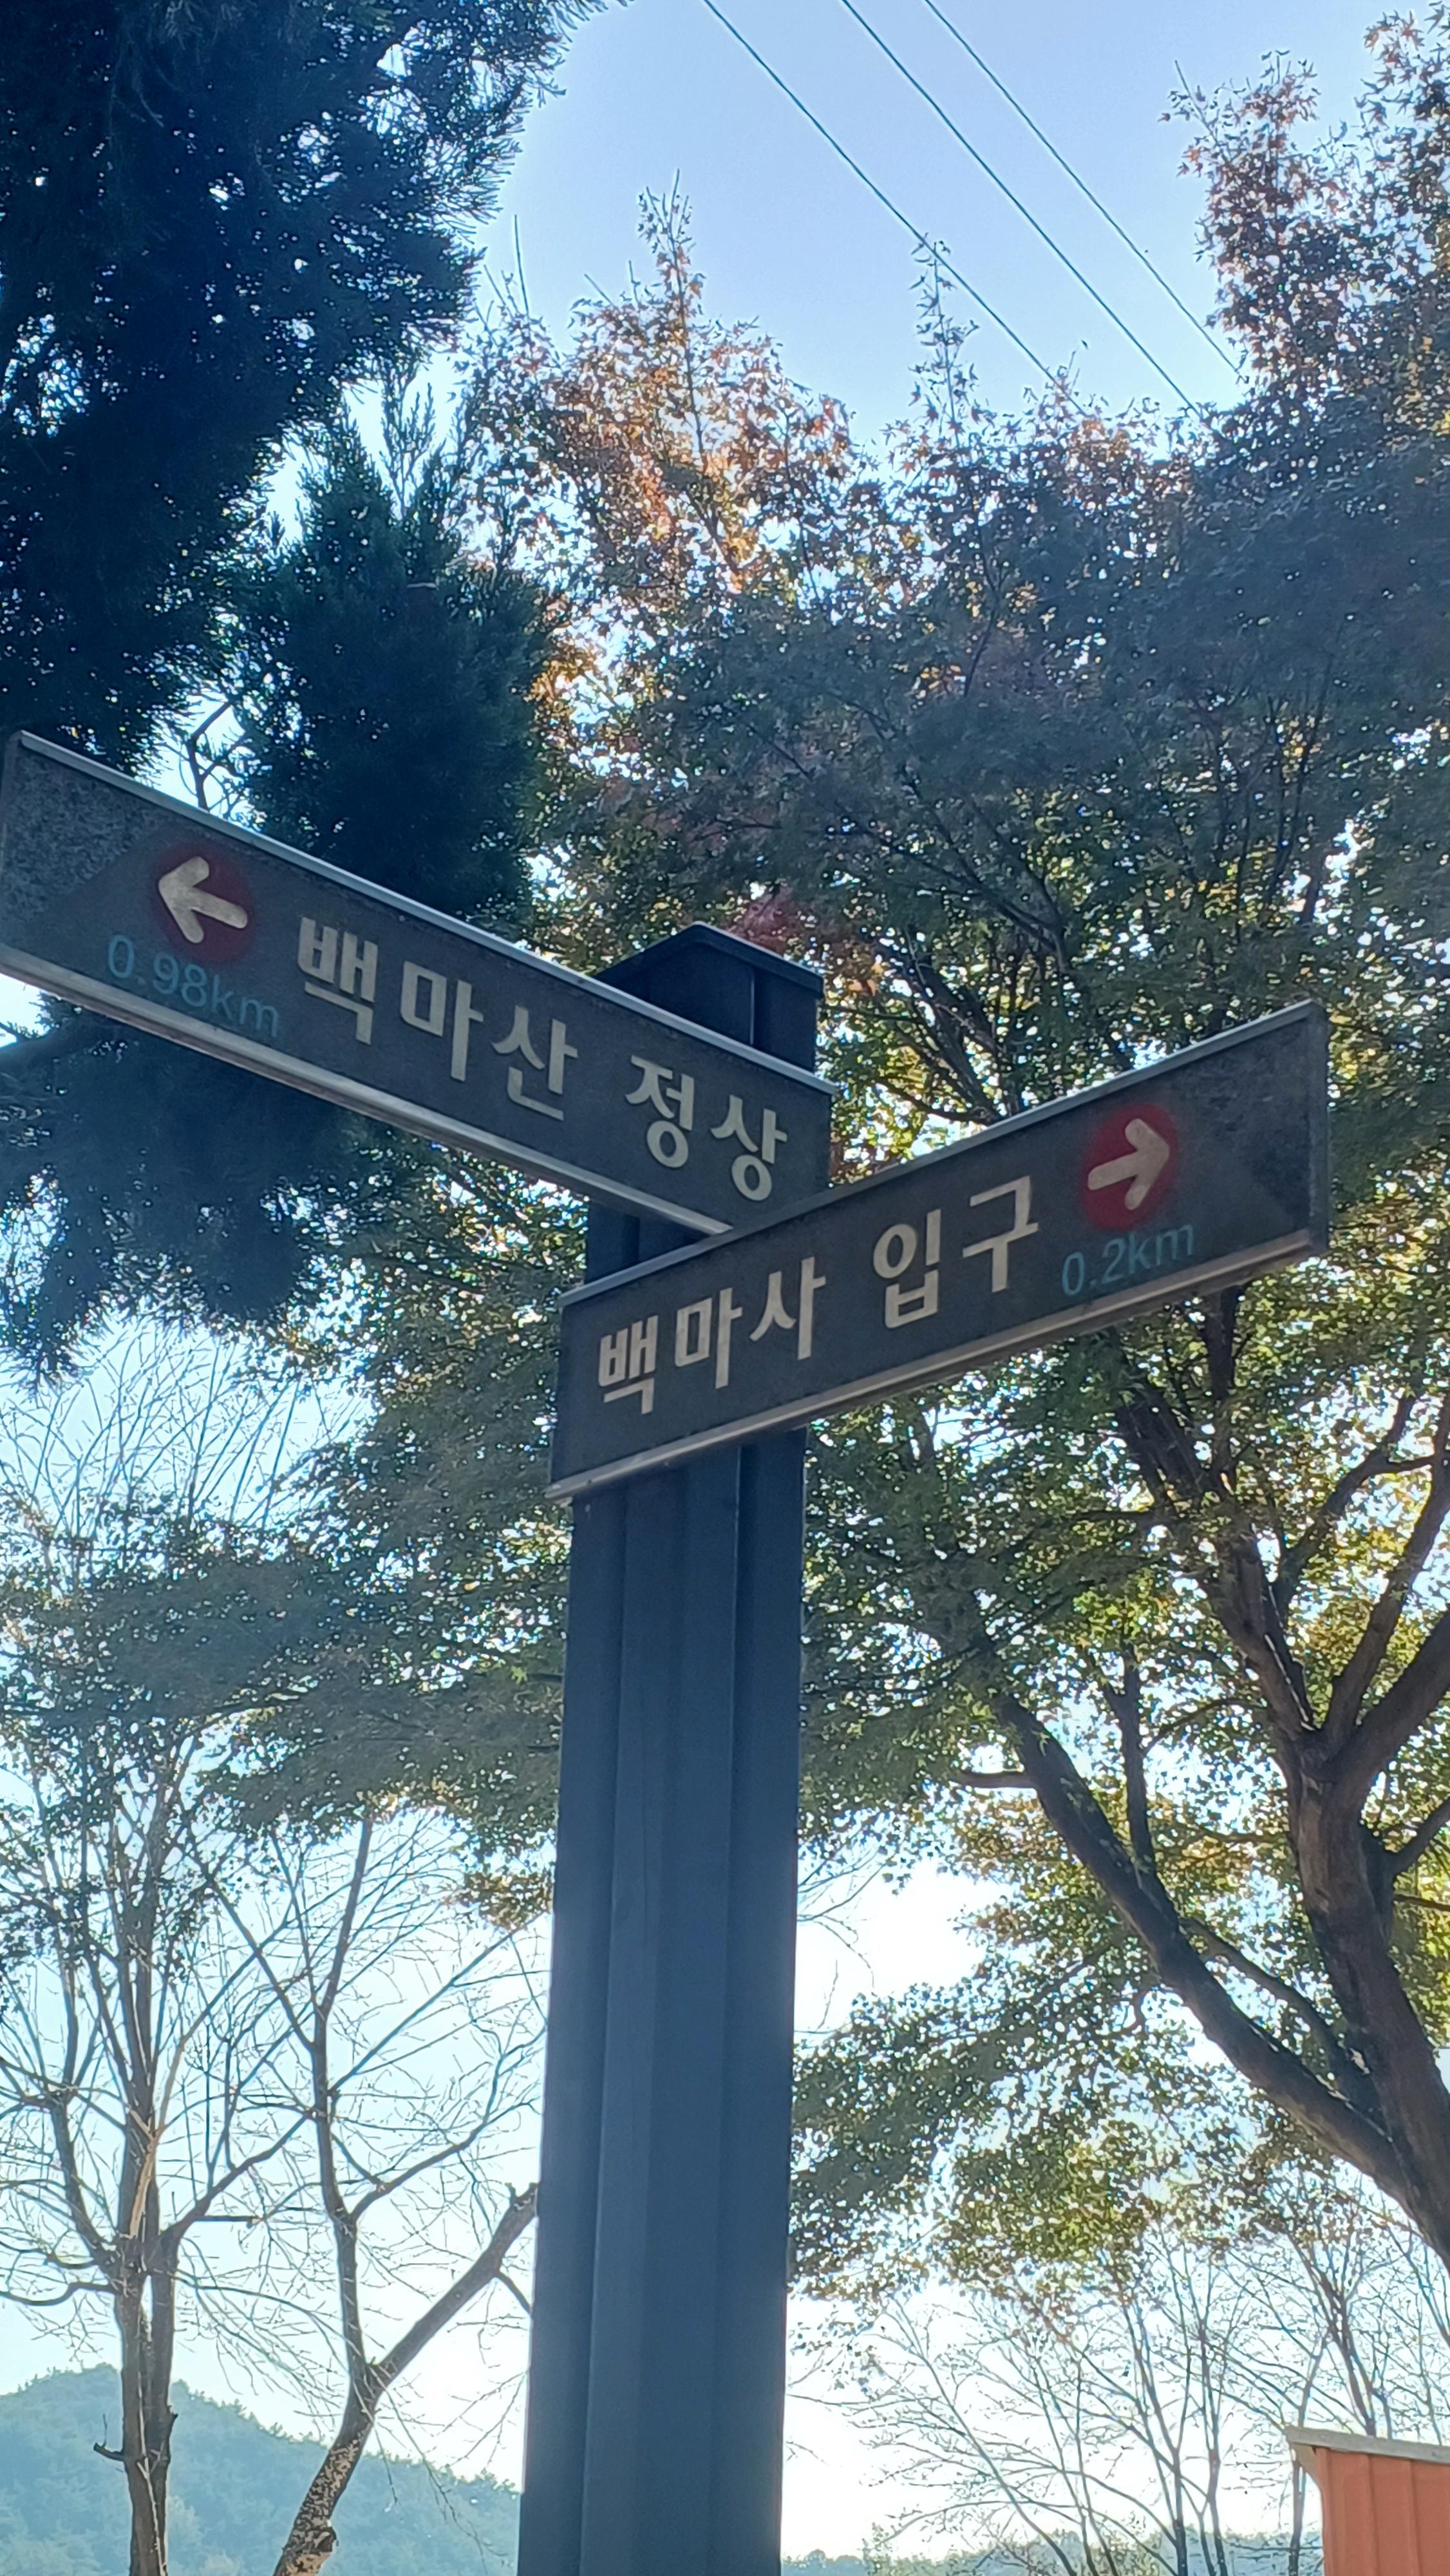 ← 백마산 정상
0.98km
백마사 입구 →
0.2km